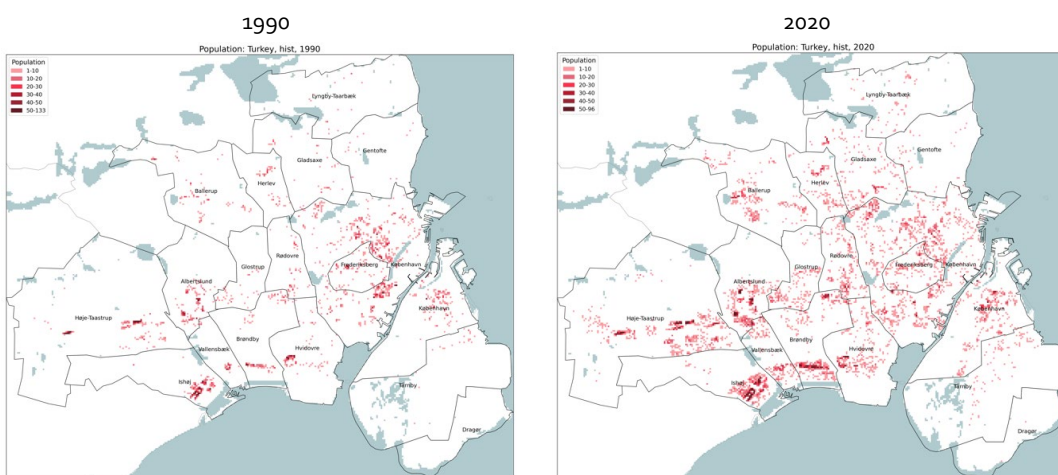 1990
Population: Turkey, hist, 1990
Population
1-10
10-20
20-30
30-40
40-50
50-133
Lyngby-Taarbæk
Gentofte
Gladsaxe
Herlev
Ballerup
Rødovre
Glostrup
Frederiksberg
København
Albertslund
Høje-Taastrup
København
Brøndby
Hvidovre
Vallensbæk
Ishøj
Tårnby
Dragør
2020
Population: Turkey, hist, 2020
Population
1-10
10-20
20-30
30-40
40-50
50-96
Lyngby-Taarbæk
Gentofte
Gladsaxe
Herlev
Ballerup
Rødovre
Glostrup
Frederiksberg
København
Albertslund
Høje-Taastrup
København
Brøndby
Hvidovre
Vallensbæk
Ishøj
Tårnby
Dragør